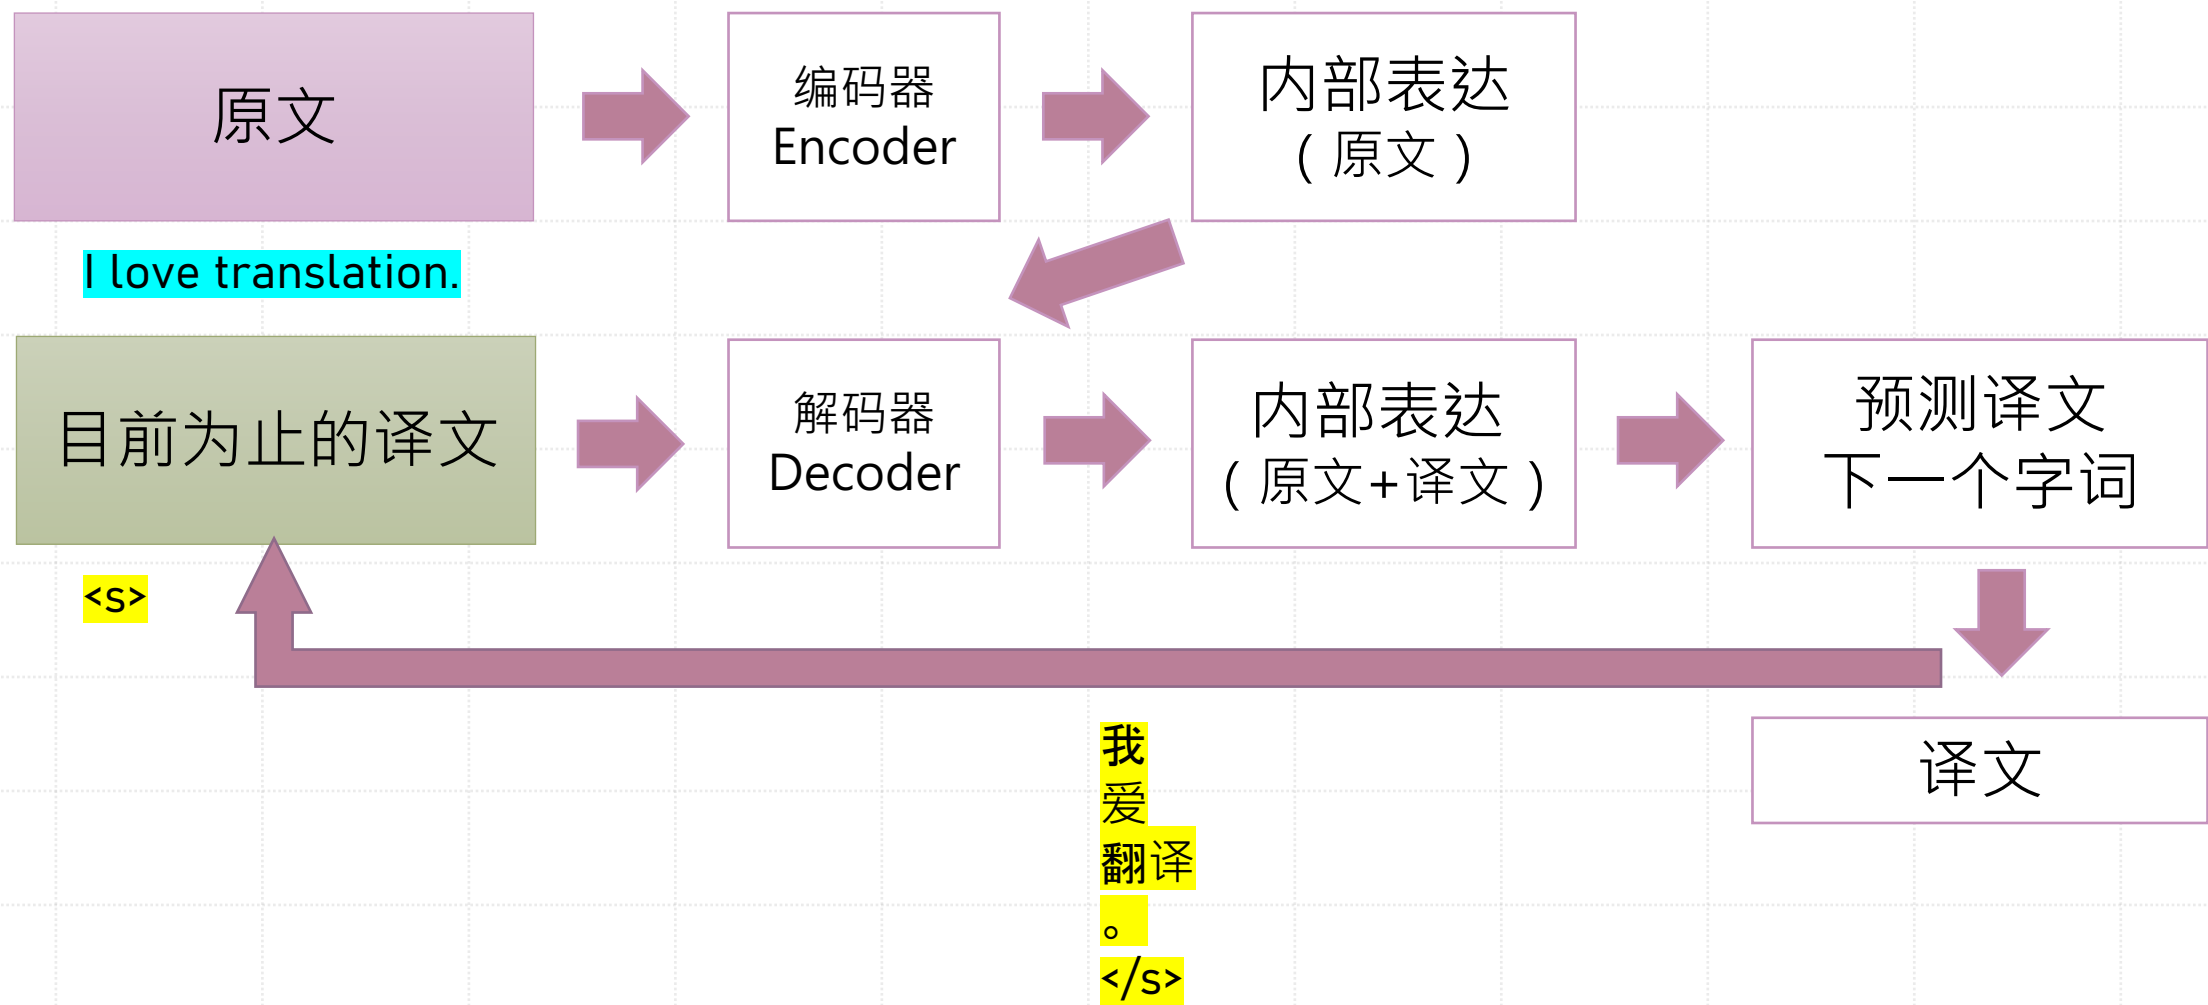 原文
编码器
Encoder
内部表达
（原文）
I love translation.
目前为止的译文
解码器
Decoder
内部表达
（原文+译文）
预测译文
下一个字词
<s>
译文
我
爱
翻译
。
</s>